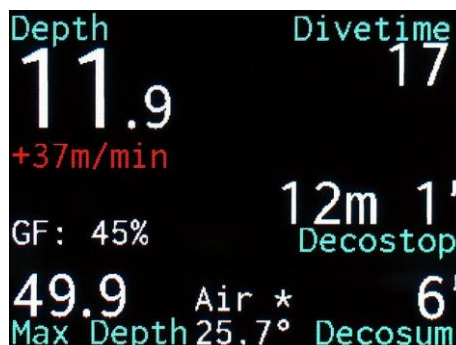 Depth Divetime
11.9 17
+37m/min
12m 1'
GF: 45% Decostop
49.9 Air * 6'
Max Depth 25.7° Decosum